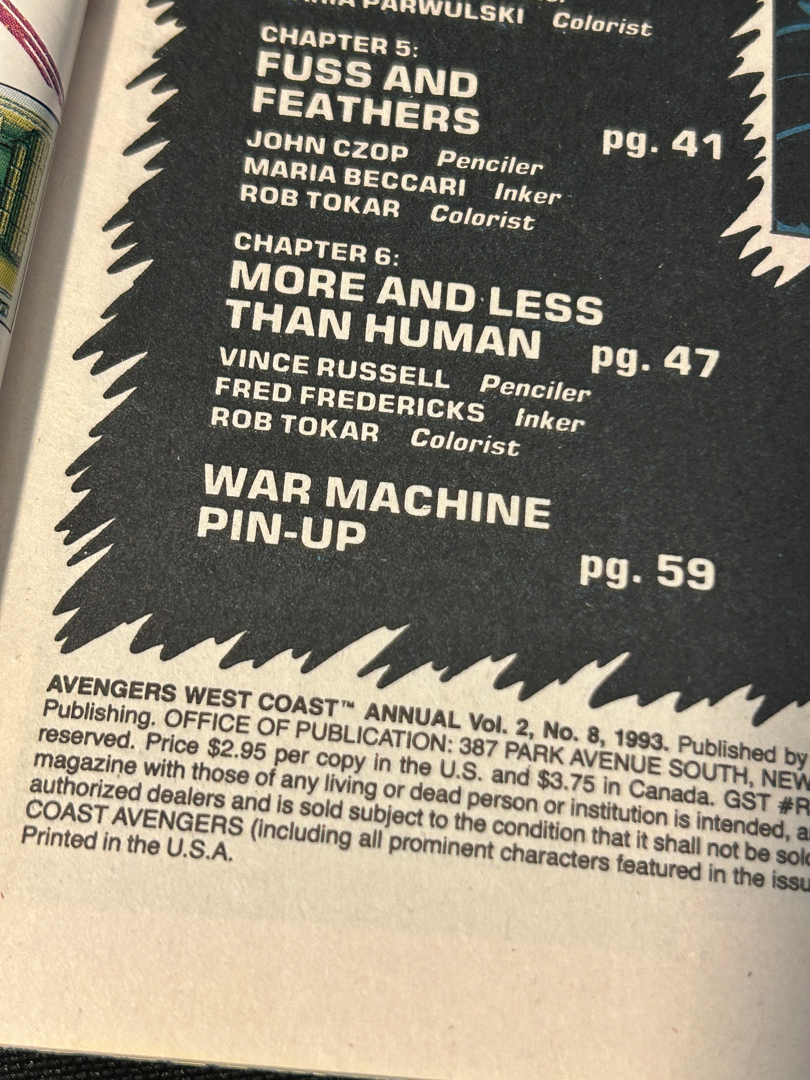 PARWULSKI Colorist
CHAPTER 5:
FUSS AND
FEATHERS
pg. 41
JOHN CZOP Penciler
MARIA BECCARI Inker
ROB TOKAR Colorist
CHAPTER 6:
MORE AND LESS
THAN HUMAN pg. 47
VINCE RUSSELL Penciler
FRED FREDERICKS Inker
ROB TOKAR Colorist
WAR MACHINE
PIN-UP
pg. 59
AVENGERS WEST COAST™ ANNUAL Vol. 2, No. 8, 1993. Published by
Publishing. OFFICE OF PUBLICATION: 387 PARK AVENUE SOUTH, NEW
reserved. Price $2.95 per copy in the U.S. and $3.75 in Canada. GST #R
magazine with those of any living or dead person or institution is intended,
authorized dealers and is sold subject to the condition that it shall not be
COAST AVENGERS (including all prominent characters featured in the
Printed in the U.S.A.